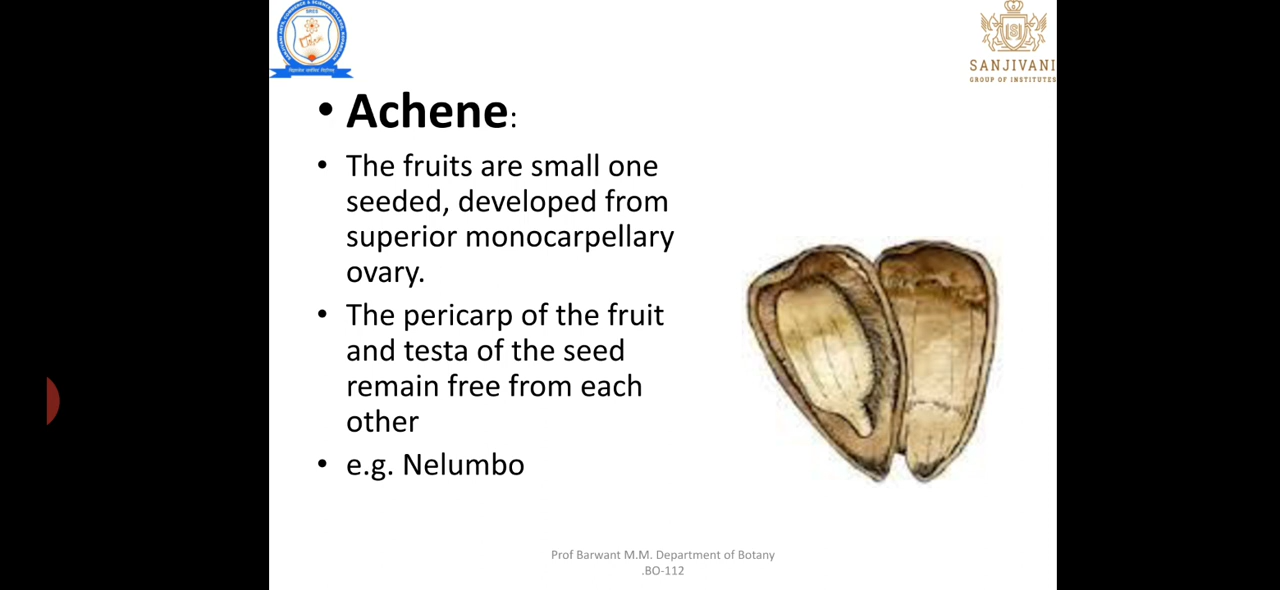 SRES
SANJIVANI
GROUP OF INSTITUTES
• Achene:
• The fruits are small one
seeded, developed from
superior monocarpellary
ovary.
• The pericarp of the fruit
and testa of the seed
remain free from each
other
• e.g. Nelumbo
Prof Barwant M.M. Department of Botany
.BO-112